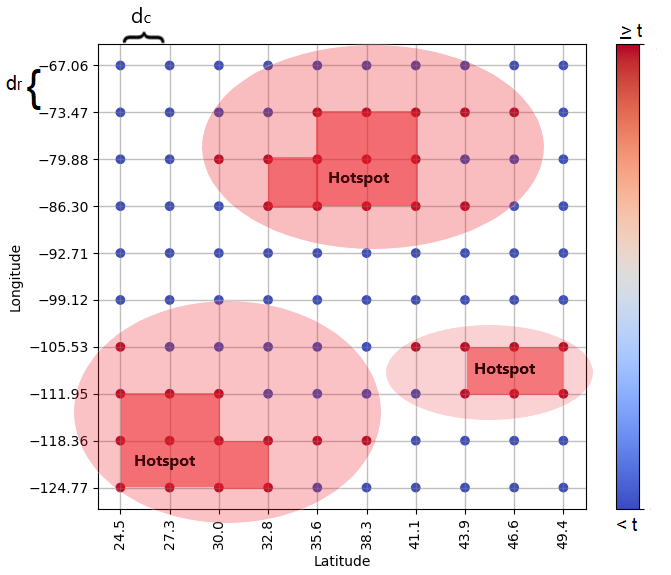 dc
≥ t
dr
−67.06
−73.47
−79.88
Hotspot
−86.30
−92.71
Longitude
−99.12
−105.53
Hotspot
−111.95
−118.36
Hotspot
−124.77
< t
24.5 27.3 30.0 32.8 35.6 38.3 41.1 43.9 46.6 49.4
Latitude